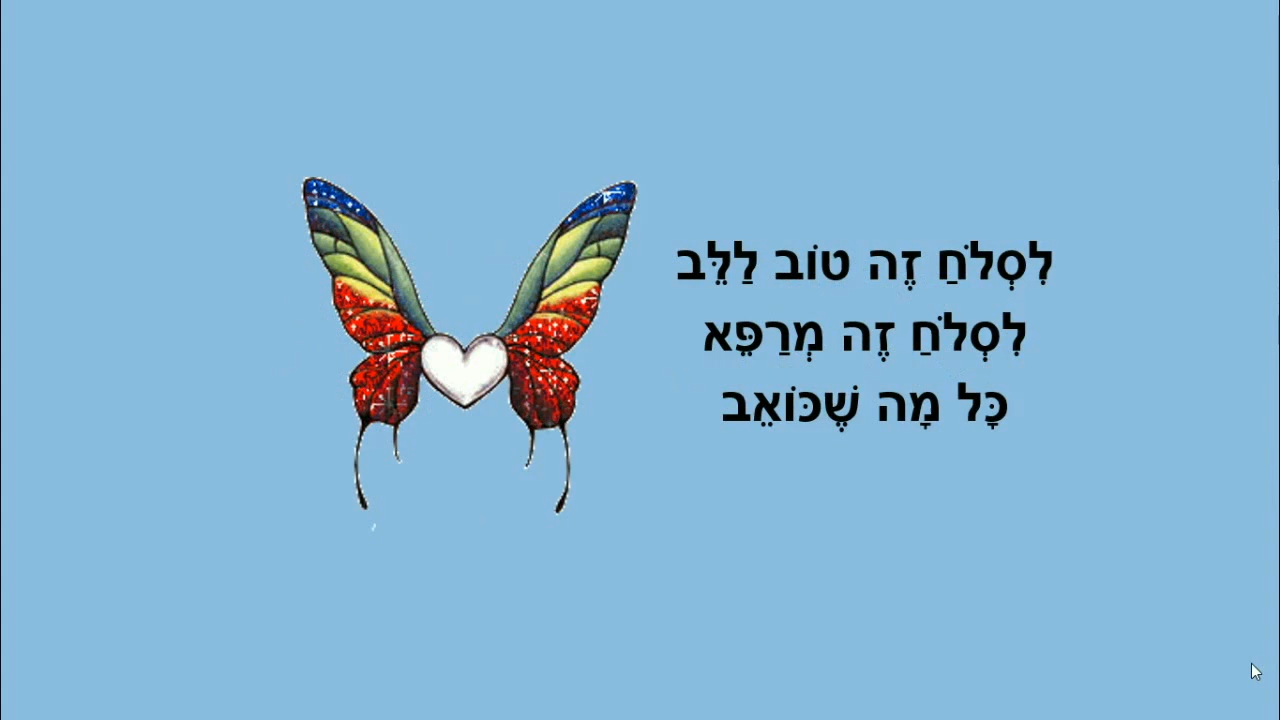 לִסְלֹחַ זֶה טוֹב לַלֵּב
לִסְלֹחַ זֶה מְרַפֵּא
כָּל מָה שֶׁכּוֹאֵב